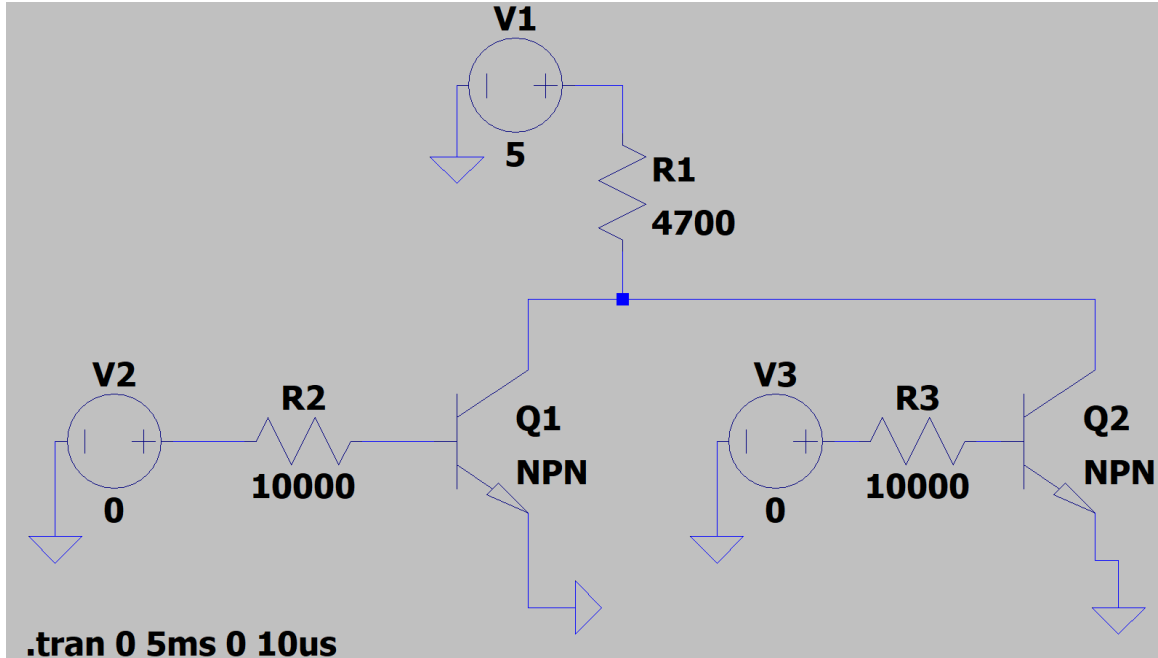 V1
5
R1
4700
V2
0
R2
10000
Q1
NPN
V3
0
R3
10000
Q2
NPN
.tran 0 5ms 0 10us